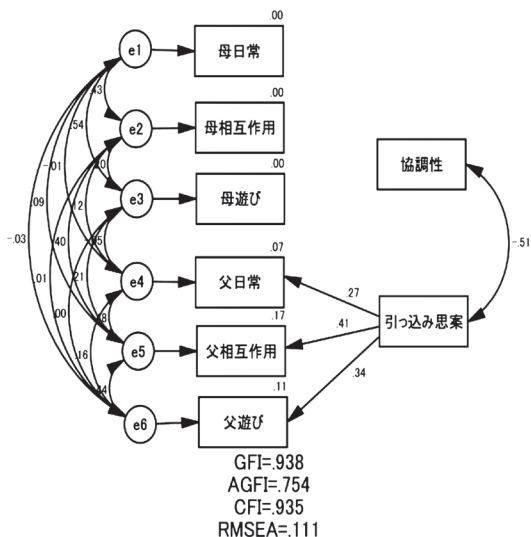 .00
e1
母日常
.00
.43
e2
母相互作用
.54
.00
協調性
-.01
e3
母遊び
.09
.12
-.03
.40
.07
-.51
e4
父日常
.27
.21
.01
.17
引っ込み思案
.00
.41
e5
父相互作用
.16
.11
.34
e6
父遊び
GFI=.938
AGFI=.754
CFI=.935
RMSEA=.111